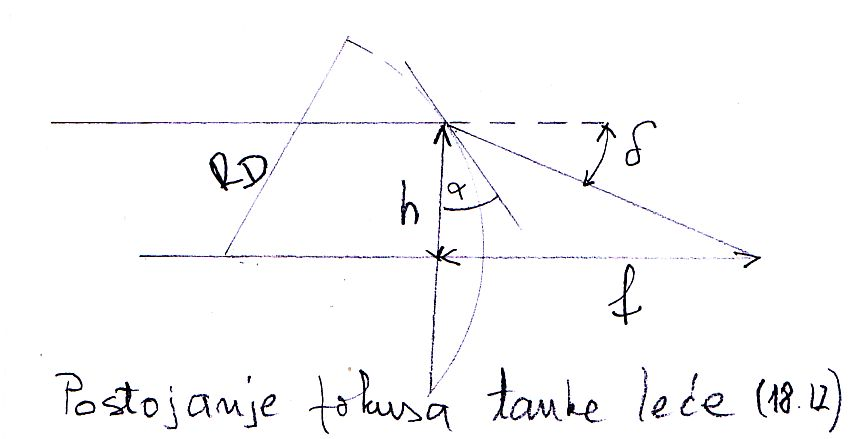 δ
RD
α
h
f
Postojanje fokusa tanke leće (18.12)